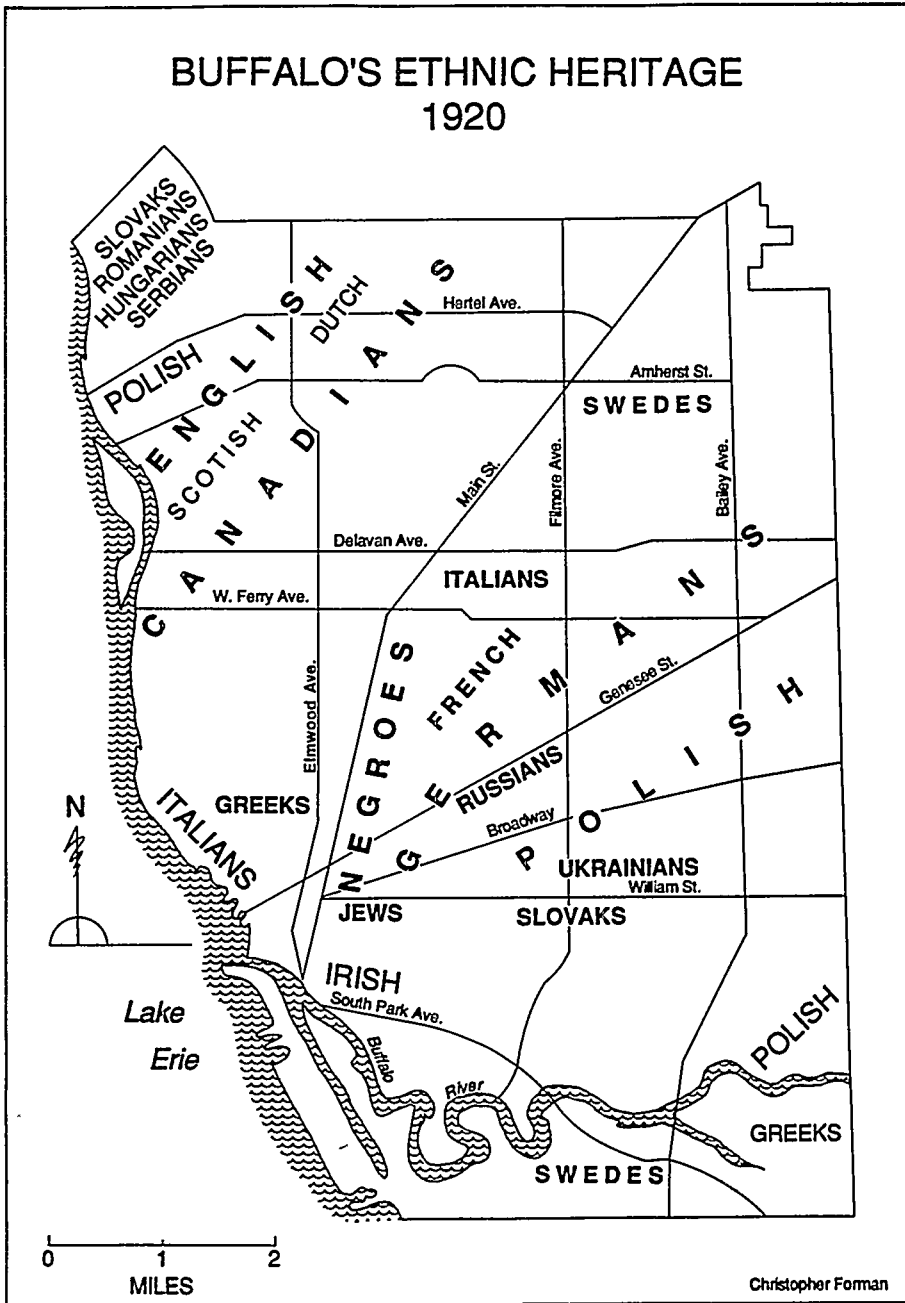 BUFFALO'S ETHNIC HERITAGE
1920
SLOVAKS
ROMANIANS
HUNGARIANS
SERBIANS
ENGLISH
DUTCH
CANADIANS
Hertel Ave.
POLISH
SCOTISH
Amherst St.
SWEDES
Main St.
Fillmore Ave.
Bailey Ave.
Delavan Ave.
ITALIANS
W. Ferry Ave.
Elmwood Ave.
NEGROES
FRENCH
GERMANS
Genesee St.
RUSSIANS
POLISH
Broadway
GREEKS
ITALIANS
N
UKRAINIANS
William St.
JEWS
SLOVAKS
IRISH
South Park Ave.
Lake
Erie
Buffalo
River
POLISH
GREEKS
SWEDES
0 1 2
MILES
Christopher Forman